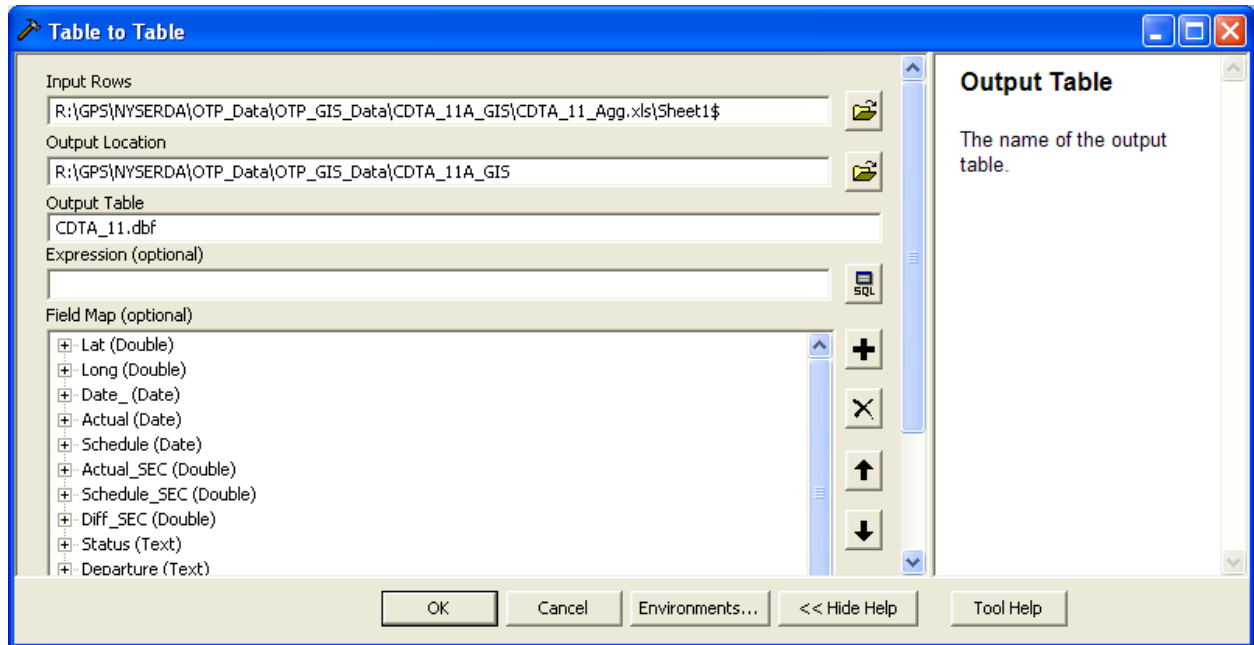 Table to Table
Input Rows
R:\GPS\NYSERDA\OTP_Data\OTP_GIS_Data\CDTA_11A_GIS\CDTA_11_Agg.xls\Sheet1$
Output Location
R:\GPS\NYSERDA\OTP_Data\OTP_GIS_Data\CDTA_11A_GIS
Output Table
CDTA_11.dbf
Expression (optional)
SQL
Field Map (optional)
Lat (Double)
Long (Double)
Date_ (Date)
Actual (Date)
Schedule (Date)
Actual_SEC (Double)
Schedule_SEC (Double)
Diff_SEC (Double)
Status (Text)
Departure (Text)
OK
Cancel
Environments...
<< Hide Help
Tool Help
Output Table
The name of the output
table.